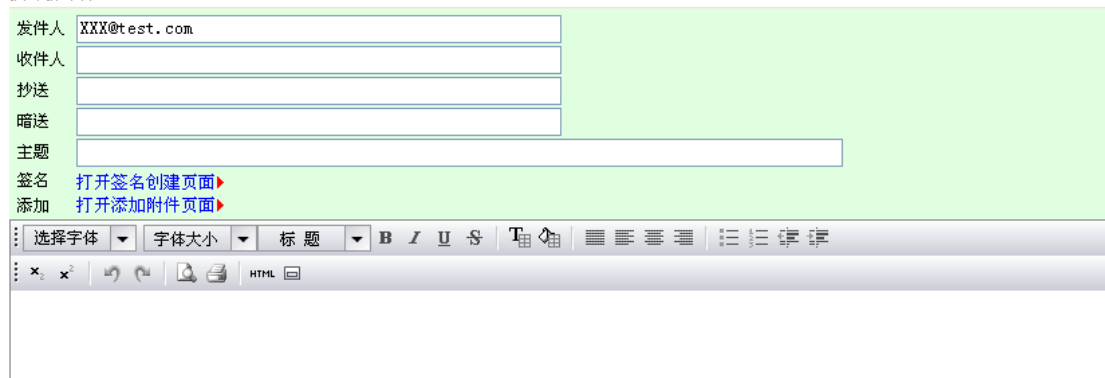 发件人 XXX@test.com
收件人
抄送
暗送
主题
签名 打开签名创建页面
添加 打开添加附件页面
选择字体 字体大小 标 题 B I U S T
x₂ x² HTML